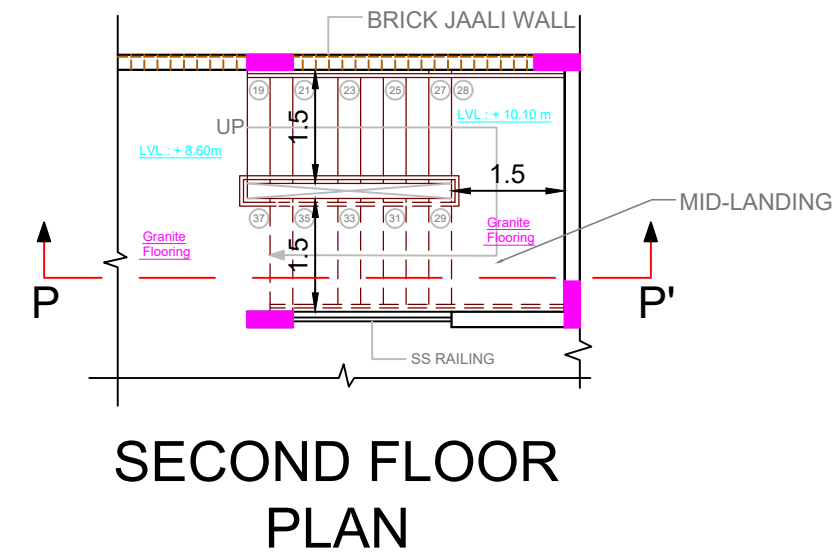 BRICK JAALI WALL
19 21 23 25 27 28
UP
1.5
LVL : + 10.10 m
LVL : + 8.60m
1.5
MID-LANDING
37 35 33 31 29
Granite
Flooring
1.5
Granite
Flooring
P
P'
SS RAILING
SECOND FLOOR
PLAN